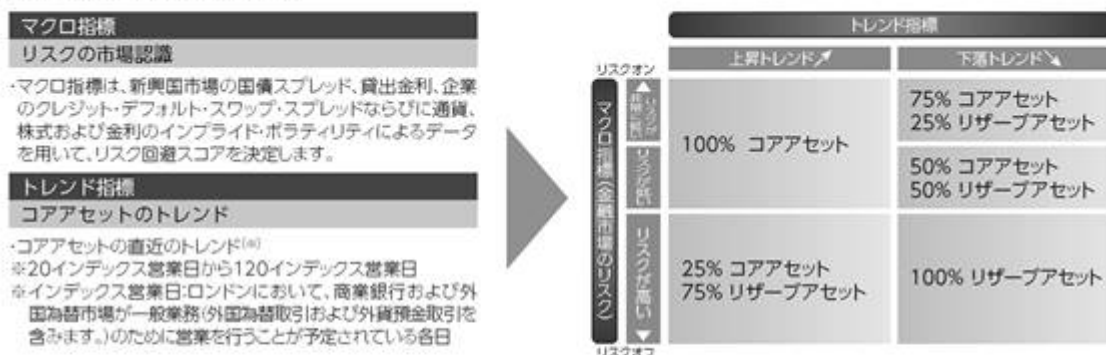 マクロ指標
リスクの市場認識
・マクロ指標は、新興国市場の国債スプレッド、貸出金利、企業
のクレジット・デフォルト・スワップ・スプレッドならびに通貨、
株式および金利のインプライド・ボラティリティによるデータ
を用いて、リスク回避スコアを決定します。
トレンド指標
コアアセットのトレンド
・コアアセットの直近のトレンド(※)
※20インデックス営業日から120インデックス営業日
※インデックス営業日:ロンドンにおいて、商業銀行および外
国為替市場が一般業務(外国為替取引および外貨預金取引を
含みます。)のために営業を行うことが予定されている各日
トレンド指標
上昇トレンド↗
下落トレンド↘
リスクオン
マクロ指標(金融市場のリスク)
リスクが非常に低い
100% コアアセット
75% コアアセット
25% リザーブアセット
リスクが低い
50% コアアセット
50% リザーブアセット
リスクが高い
25% コアアセット
75% リザーブアセット
100% リザーブアセット
リスクオフ